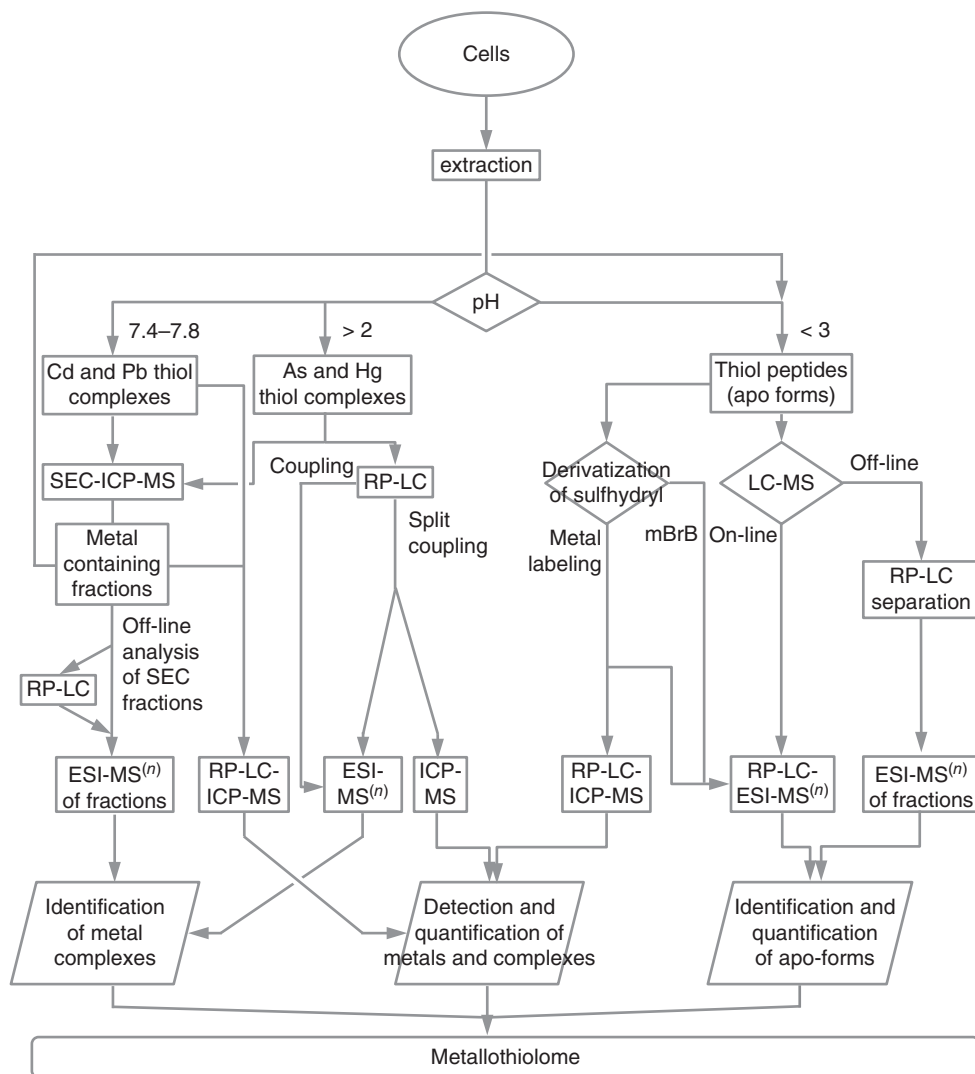 Cells
extraction
pH
7.4–7.8
> 2
< 3
Cd and Pb thiol
complexes
As and Hg
thiol complexes
Thiol peptides
(apo forms)
SEC-ICP-MS
Coupling
RP-LC
Derivatization
of sulfhydryl
LC-MS
Off-line
Metal
containing
fractions
Split
coupling
Metal
labeling
mBrB
On-line
RP-LC
separation
Off-line
analysis
of SEC
fractions
RP-LC
ESI-MS(n)
of fractions
RP-LC-
ICP-MS
ESI-
MS(n)
ICP-
MS
RP-LC-
ICP-MS
RP-LC-
ESI-MS(n)
ESI-MS(n)
of fractions
Identification
of metal
complexes
Detection and
quantification of
metals and complexes
Identification and
quantification
of apo-forms
Metallothiolome